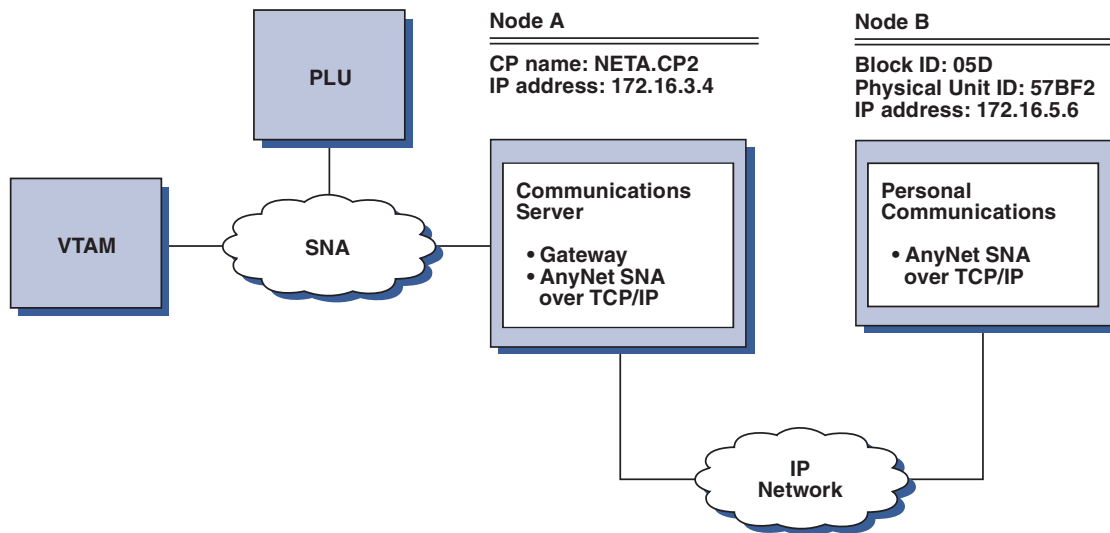 PLU
Node A
CP name: NETA.CP2
IP address: 172.16.3.4
Node B
Block ID: 05D
Physical Unit ID: 57BF2
IP address: 172.16.5.6
VTAM
SNA
Communications
Server
• Gateway
• AnyNet SNA
over TCP/IP
Personal
Communications
• AnyNet SNA
over TCP/IP
IP
Network